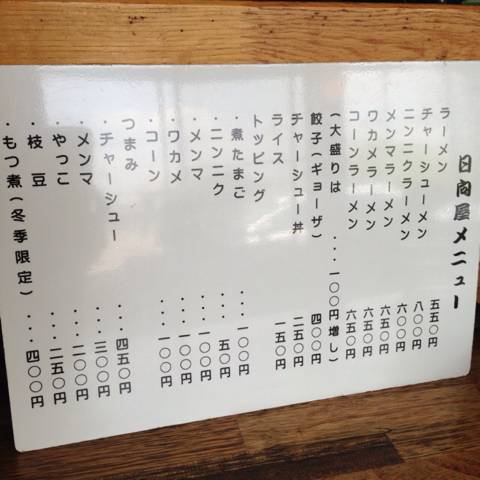 日向屋メニュー
ラーメン 五五〇円
チャーシューメン 八〇〇円
ニンニクラーメン 六〇〇円
メンマラーメン 六五〇円
ワカメラーメン 六五〇円
コーンラーメン 六五〇円
(大盛りは ・・・一〇〇円増し)
餃子(ギョーザ) 四〇〇円
チャーシュー丼 二五〇円
ライス 一五〇円
トッピング
・煮たまご ・・・一〇〇円
・ニンニク ・・・五〇円
・メンマ ・・・一〇〇円
・ワカメ ・・・一〇〇円
・コーン ・・・一〇〇円
つまみ
・チャーシュー ・・・四五〇円
・メンマ ・・・三〇〇円
・やっこ ・・・二〇〇円
・枝豆 ・・・二五〇円
・もつ煮(冬季限定) ・・・四〇〇円